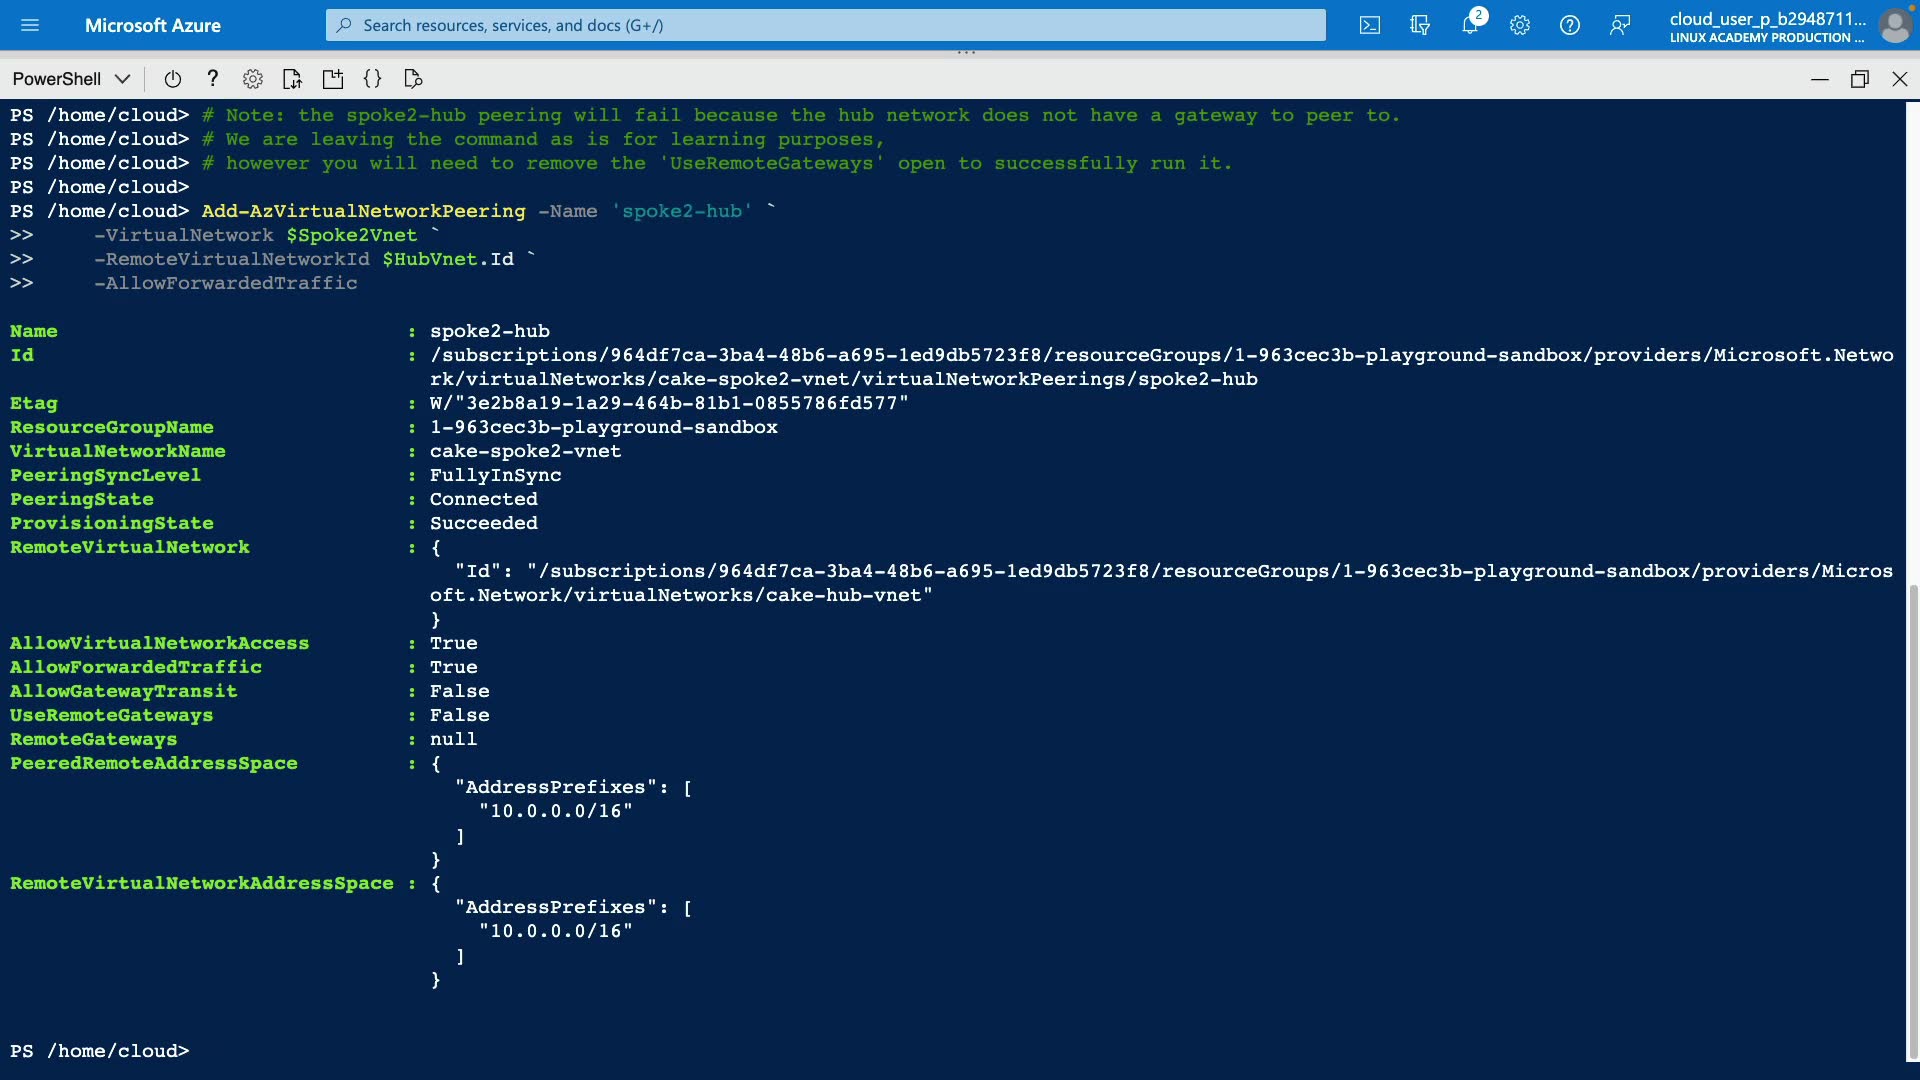 Microsoft Azure
Search resources, services, and docs (G+/)
2
cloud_user_p_b2948711...
LINUX ACADEMY PRODUCTION ...
PowerShell
PS /home/cloud> # Note: the spoke2-hub peering will fail because the hub network does not have a gateway to peer to.
PS /home/cloud> # We are leaving the command as is for learning purposes,
PS /home/cloud> # however you will need to remove the 'UseRemoteGateways' open to successfully run it.
PS /home/cloud>
PS /home/cloud> Add-AzVirtualNetworkPeering -Name 'spoke2-hub' `
>>     -VirtualNetwork $Spoke2Vnet `
>>     -RemoteVirtualNetworkId $HubVnet.Id `
>>     -AllowForwardedTraffic
Name : spoke2-hub
Id : /subscriptions/964df7ca-3ba4-48b6-a695-1ed9db5723f8/resourceGroups/1-963cec3b-playground-sandbox/providers/Microsoft.Netwo
rk/virtualNetworks/cake-spoke2-vnet/virtualNetworkPeerings/spoke2-hub
Etag : W/"3e2b8a19-1a29-464b-81b1-0855786fd577"
ResourceGroupName : 1-963cec3b-playground-sandbox
VirtualNetworkName : cake-spoke2-vnet
PeeringSyncLevel : FullyInSync
PeeringState : Connected
ProvisioningState : Succeeded
RemoteVirtualNetwork : {
"Id": "/subscriptions/964df7ca-3ba4-48b6-a695-1ed9db5723f8/resourceGroups/1-963cec3b-playground-sandbox/providers/Micros
oft.Network/virtualNetworks/cake-hub-vnet"
}
AllowVirtualNetworkAccess : True
AllowForwardedTraffic : True
AllowGatewayTransit : False
UseRemoteGateways : False
RemoteGateways : null
PeeredRemoteAddressSpace : {
"AddressPrefixes": [
"10.0.0.0/16"
]
}
RemoteVirtualNetworkAddressSpace : {
"AddressPrefixes": [
"10.0.0.0/16"
]
}
PS /home/cloud>